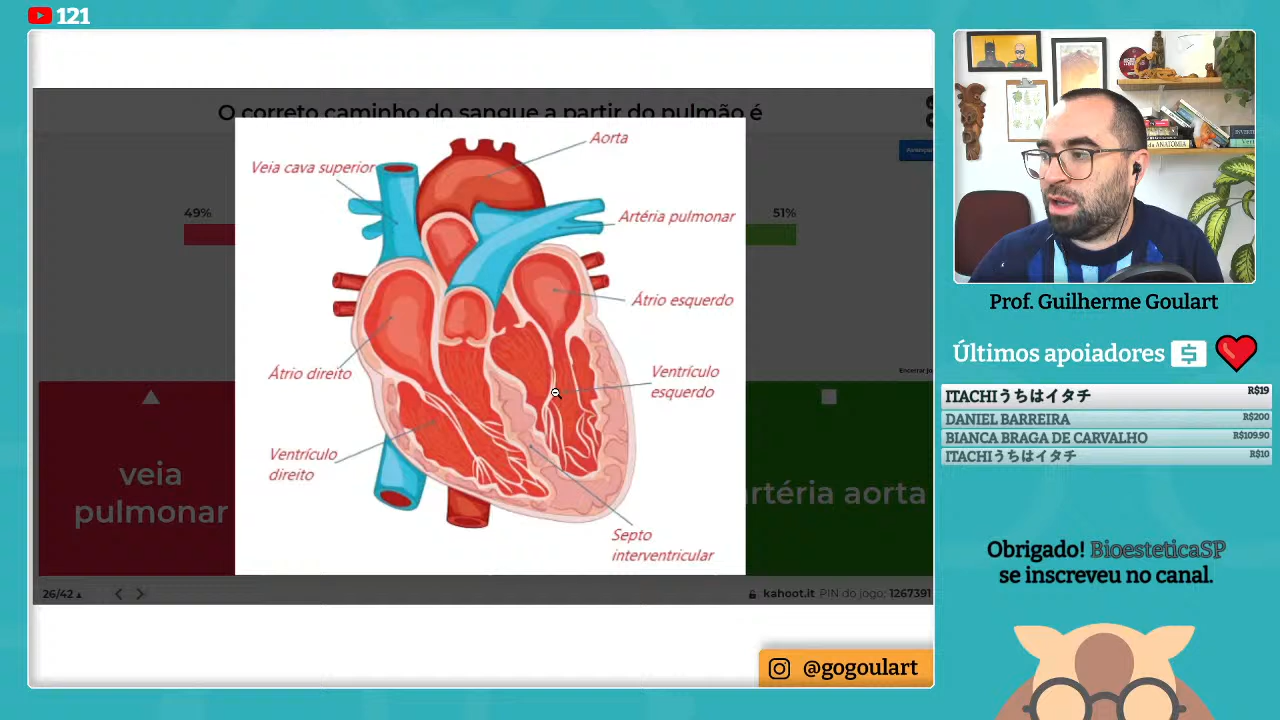 121
O correto caminho do sangue a partir do pulmão é
Aorta
Veia cava superior
Artéria pulmonar
49%
51%
Átrio esquerdo
Átrio direito
Ventrículo
esquerdo
Ventrículo
direito
Septo
interventricular
veia
pulmonar
artéria aorta
26/42
kahoot.it PIN do jogo: 1267391
@gogoulart
Prof. Guilherme Goulart
Últimos apoiadores
ITACHIうちはイタチ R$19
DANIEL BARREIRA R$200
BIANCA BRAGA DE CARVALHO R$109.90
ITACHIうちはイタチ R$10
Obrigado! BioesteticaSP
se inscreveu no canal.